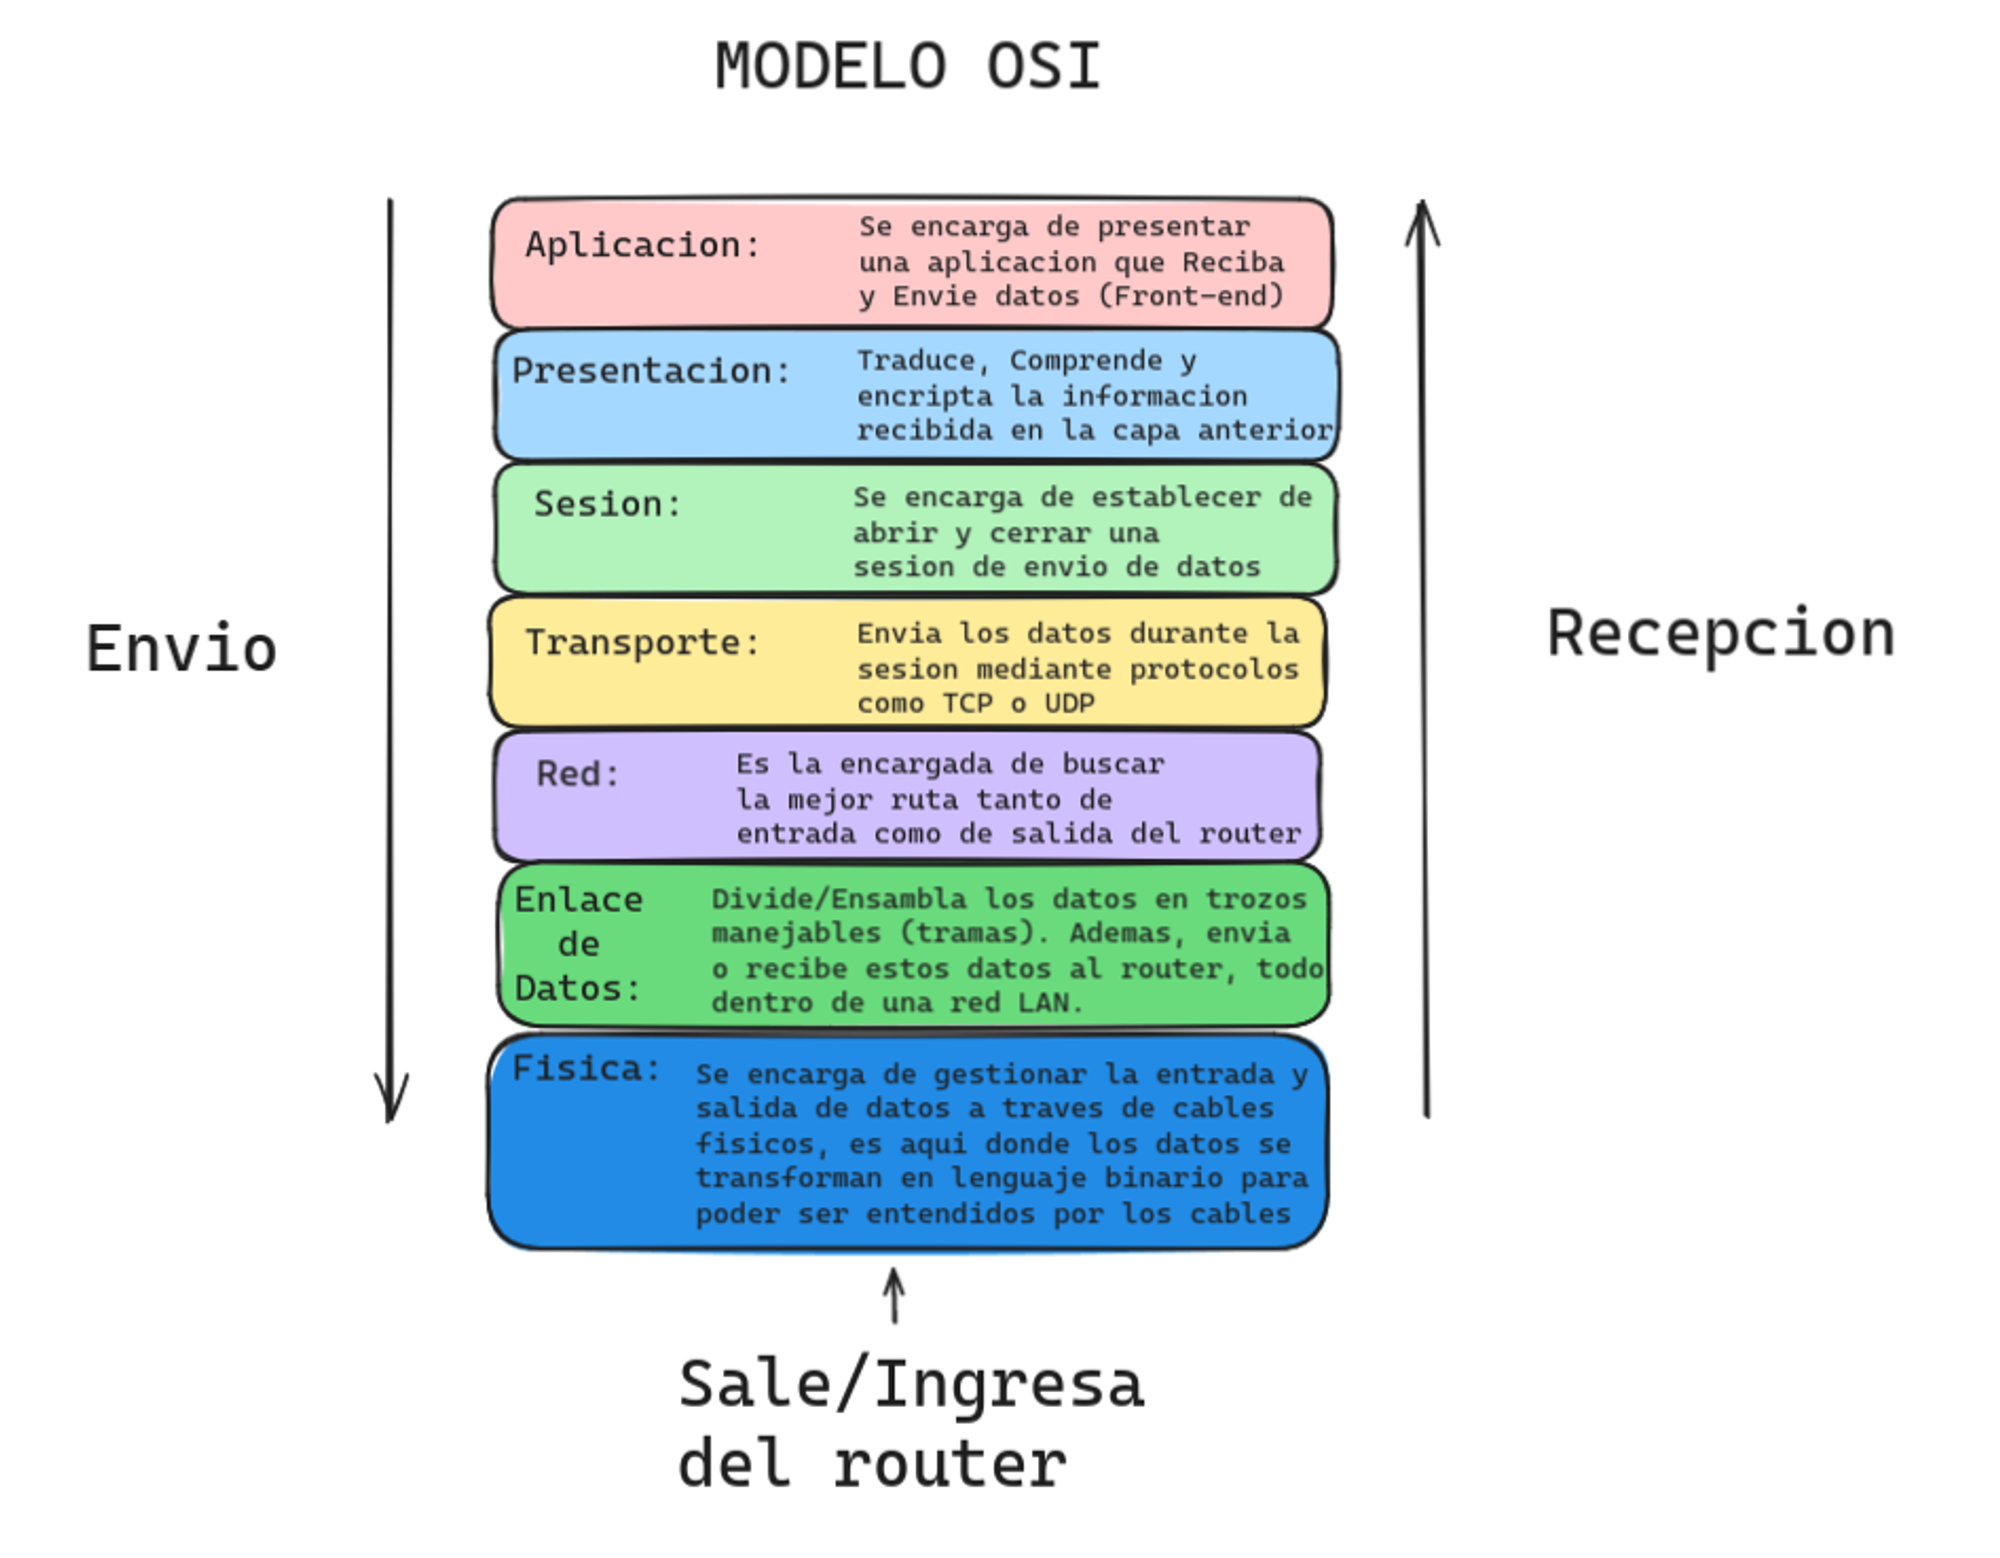 MODELO OSI
Aplicacion:
Se encarga de presentar
una aplicacion que Reciba
y Envie datos (Front-end)
Presentacion:
Traduce, Comprende y
encripta la informacion
recibida en la capa anterior
Sesion:
Se encarga de establecer de
abrir y cerrar una
sesion de envio de datos
Envio
Transporte:
Envia los datos durante la
sesion mediante protocolos
como TCP o UDP
Recepcion
Red:
Es la encargada de buscar
la mejor ruta tanto de
entrada como de salida del router
Enlace
de
Datos:
Divide/Ensambla los datos en trozos
manejables (tramas). Ademas, envia
o recibe estos datos al router, todo
dentro de una red LAN.
Fisica:
Se encarga de gestionar la entrada y
salida de datos a traves de cables
fisicos, es aqui donde los datos se
transforman en lenguaje binario para
poder ser entendidos por los cables
Sale/Ingresa
del router